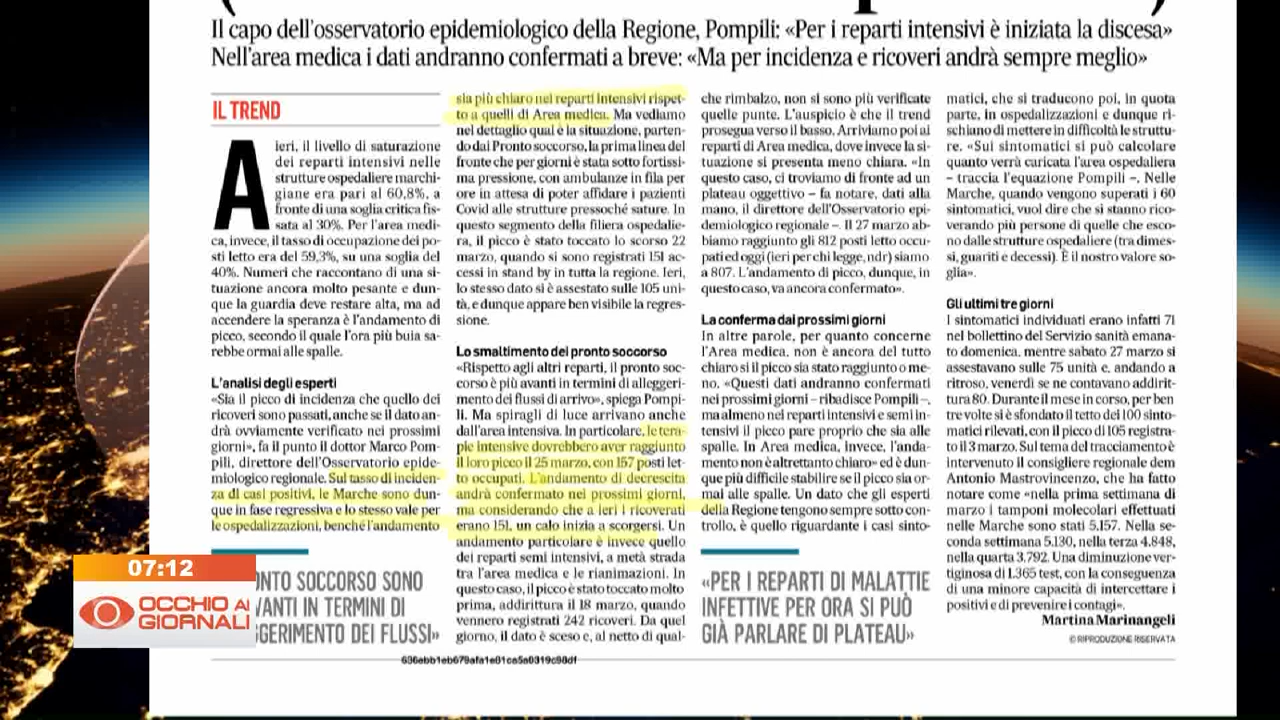 Il capo dell'osservatorio epidemiologico della Regione, Pompili: «Per i reparti intensivi è iniziata la discesa»
Nell'area medica i dati andranno confermati a breve: «Ma per incidenza e ricoveri andrà sempre meglio»
IL TREND
A
Ieri, il livello di saturazione
dei reparti intensivi nelle
strutture ospedaliere marchi-
giane era pari al 60,8%, a
fronte di una soglia critica fis-
sata al 30%. Per l'area medi-
ca, invece, il tasso di occupazione dei po-
sti letto era del 59,3%, su una soglia del
40%. Numeri che raccontano di una si-
tuazione ancora molto pesante e dun-
que la guardia deve restare alta, ma ad
accendere la speranza è l'andamento di
picco, secondo il quale l'ora più buia sa-
rebbe ormai alle spalle.
L'analisi degli esperti
«Sia il picco di incidenza che quello dei
ricoveri sono passati, anche se il dato an-
drà ovviamente verificato nei prossimi
giorni», fa il punto il dottor Marco Pom-
pili, direttore dell'Osservatorio epide-
miologico regionale. Sul tasso di inciden-
za di casi positivi, le Marche sono dun-
que in fase regressiva e lo stesso vale per
le ospedalizzazioni, benché l'andamento
sia più chiaro nei reparti intensivi rispet-
to a quelli di Area medica. Ma vediamo
nel dettaglio qual è la situazione, parten-
do dai Pronto soccorso, la prima linea del
fronte che per giorni è stata sotto fortissi-
ma pressione, con ambulanze in fila per
ore in attesa di poter affidare i pazienti
Covid alle strutture pressoché sature. In
questo segmento della filiera ospedalie-
ra, il picco è stato toccato lo scorso 22
marzo, quando si sono registrati 151 ac-
cessi in stand by in tutta la regione. Ieri,
lo stesso dato si è assestato sulle 105 uni-
tà, e dunque appare ben visibile la regres-
sione.
Lo smaltimento dei pronto soccorso
«Rispetto agli altri reparti, il pronto soc-
corso è più avanti in termini di alleggeri-
mento dei flussi di arrivo», spiega Pompi-
li. Ma spiragli di luce arrivano anche
dall'area intensiva. In particolare, le tera-
pie intensive dovrebbero aver raggiunto
il loro picco il 25 marzo, con 157 posti let-
to occupati. L'andamento di decrescita
andrà confermato nei prossimi giorni,
ma considerando che a ieri i ricoverati
erano 151, un calo inizia a scorgersi. Un
andamento particolare è invece quello
dei reparti semi intensivi, a metà strada
tra l'area medica e le rianimazioni. In
questo caso, il picco è stato toccato molto
prima, addirittura il 18 marzo, quando
vennero registrati 242 ricoveri. Da quel
giorno, il dato è sceso e, al netto di qual-
che rimbalzo, non si sono più verificate
quelle punte. L'auspicio è che il trend
prosegua verso il basso. Arriviamo poi ai
reparti di Area medica, dove invece la si-
tuazione si presenta meno chiara. «In
questo caso, ci troviamo di fronte ad un
plateau oggettivo – fa notare, dati alla
mano, il direttore dell'Osservatorio epi-
demiologico regionale –. Il 27 marzo ab-
biamo raggiunto gli 812 posti letto occu-
pati ed oggi (ieri per chi legge, ndr) siamo
a 807. L'andamento di picco, dunque, in
questo caso, va ancora confermato».
La conferma dai prossimi giorni
In altre parole, per quanto concerne
l'Area medica, non è ancora del tutto
chiaro si il picco sia stato raggiunto o me-
no. «Questi dati andranno confermati
nei prossimi giorni – ribadisce Pompili –,
ma almeno nei reparti intensivi e semi in-
tensivi il picco pare proprio che sia alle
spalle. In Area medica, invece, l'anda-
mento non è altrettanto chiaro» ed è dun-
que più difficile stabilire se il picco sia or-
mai alle spalle. Un dato che gli esperti
della Regione tengono sempre sotto con-
trollo, è quello riguardante i casi sinto-
matici, che si traducono poi, in quota
parte, in ospedalizzazioni e dunque ri-
schiano di mettere in difficoltà le struttu-
re. «Sui sintomatici si può calcolare
quanto verrà caricata l'area ospedaliera
– traccia l'equazione Pompili –. Nelle
Marche, quando vengono superati i 60
sintomatici, vuol dire che si stanno rico-
verando più persone di quelle che esco-
no dalle strutture ospedaliere (tra dimes-
si, guariti e decessi). È il nostro valore so-
glia».
Gli ultimi tre giorni
I sintomatici individuati erano infatti 71
nel bollettino del Servizio sanità emana-
to domenica, mentre sabato 27 marzo si
assestavano sulle 75 unità e, andando a
ritroso, venerdì se ne contavano addirit-
tura 80. Durante il mese in corso, per ben
tre volte si è sfondato il tetto dei 100 sinto-
matici rilevati, con il picco di 105 registra-
to il 3 marzo. Sul tema del tracciamento è
intervenuto il consigliere regionale dem
Antonio Mastrovincenzo, che ha fatto
notare come «nella prima settimana di
marzo i tamponi molecolari effettuati
nelle Marche sono stati 5.157. Nella se-
conda settimana 5.130, nella terza 4.848,
nella quarta 3.792. Una diminuzione ver-
tiginosa di 1.365 test, con la conseguenza
di una minore capacità di intercettare i
positivi e di prevenire i contagi».
Martina Marinangeli
© RIPRODUZIONE RISERVATA
ONTO SOCCORSO SONO
VANTI IN TERMINI DI
GGERIMENTO DEI FLUSSI»
«PER I REPARTI DI MALATTIE
INFETTIVE PER ORA SI PUÒ
GIÀ PARLARE DI PLATEAU»
07:12
OCCHIO AI
GIORNALI